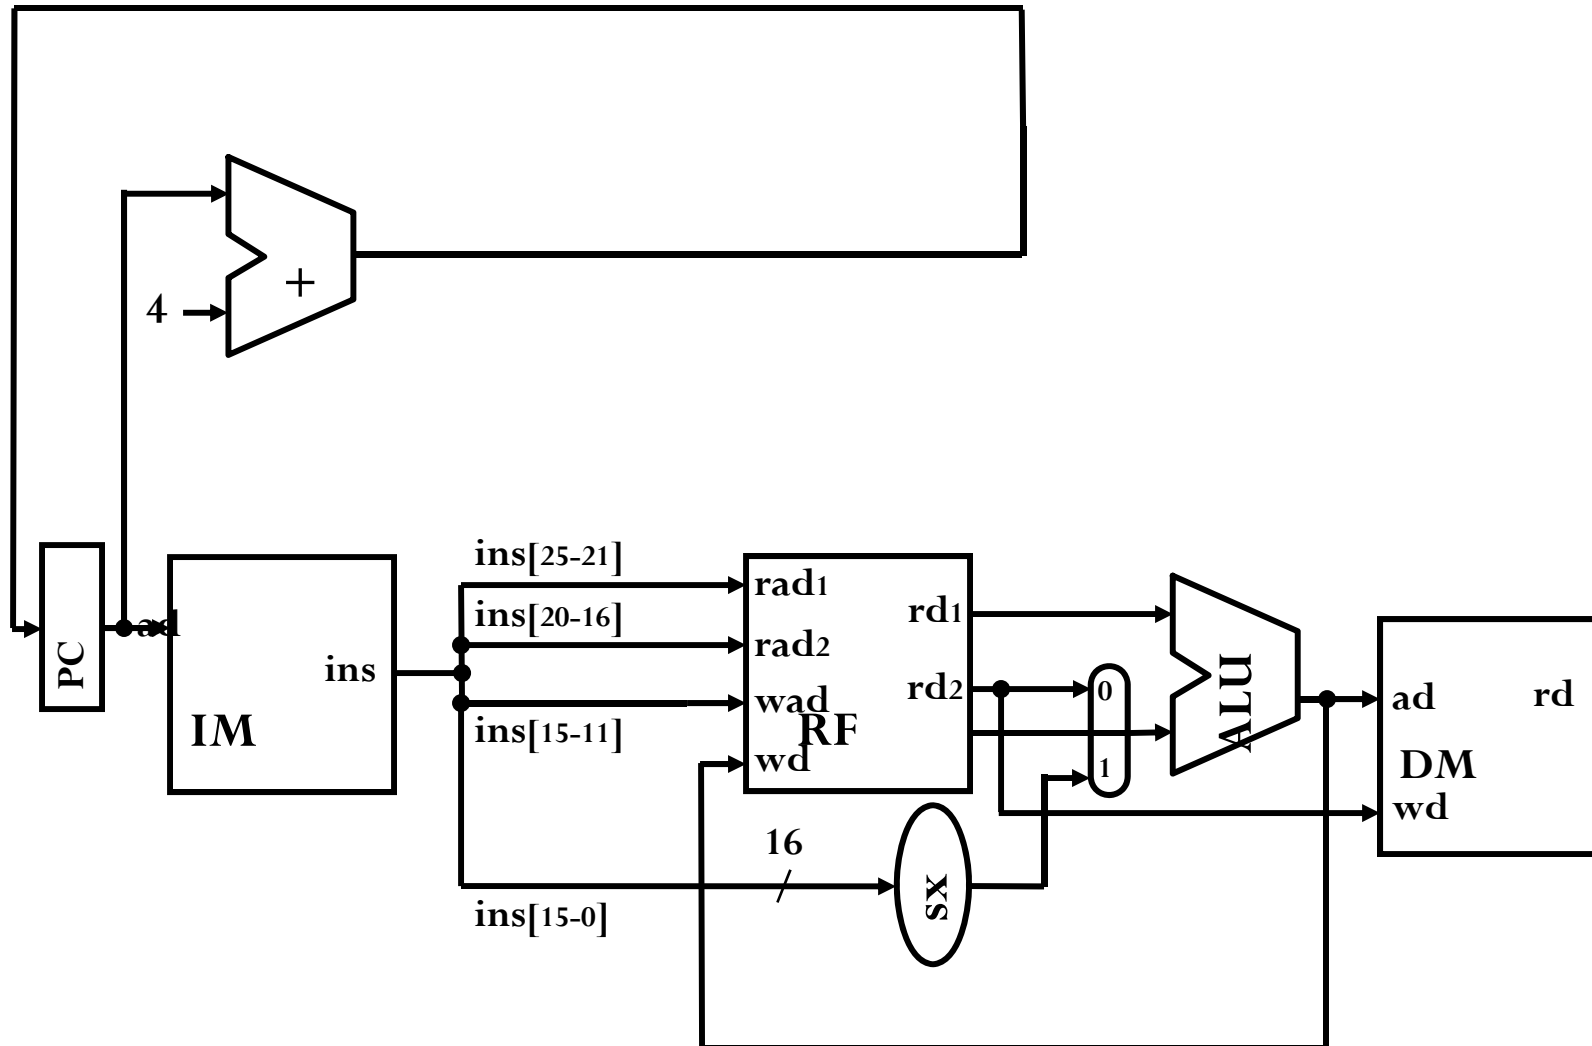 +
4
ins[25-21]
ins[20-16]
ins[15-11]
ins[15-0]
PC
ad
ins
IM
rad1
rad2
wad
wd
RF
rd1
rd2
16
sx
0
1
ALU
ad
rd
DM
wd